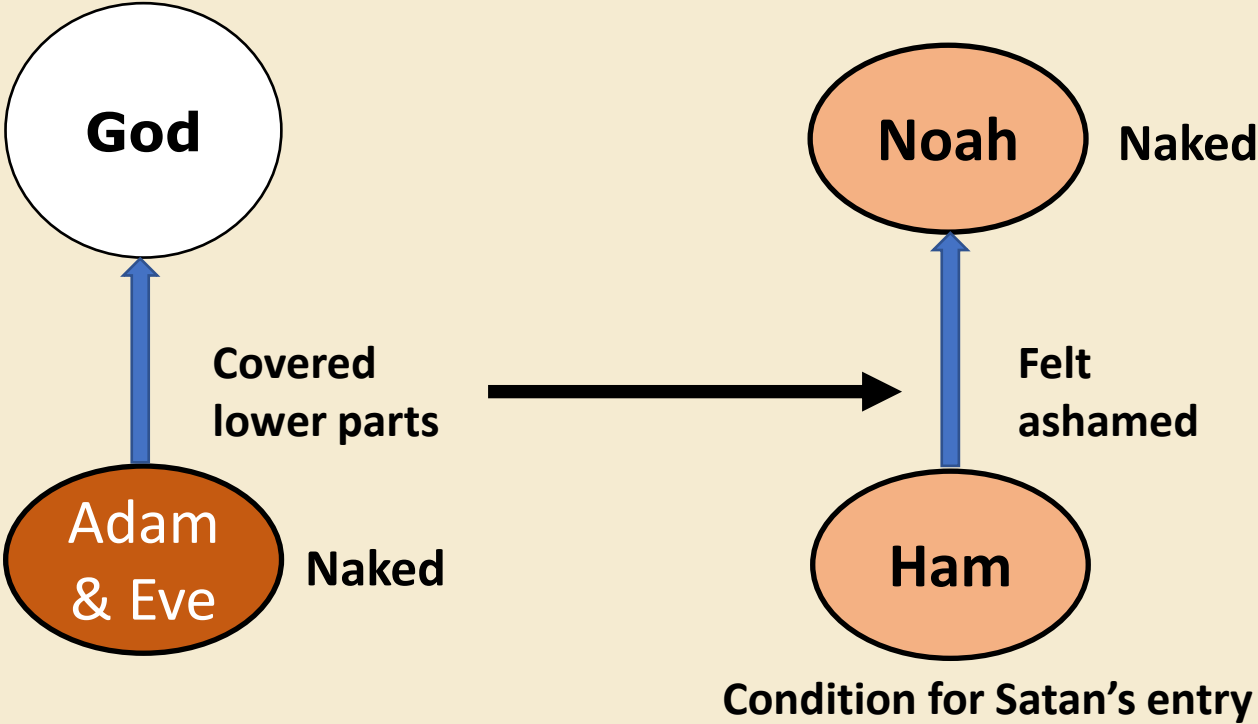 God
Noah
Naked
Covered
lower parts
Felt
ashamed
Adam
& Eve
Naked
Ham
Condition for Satan’s entry